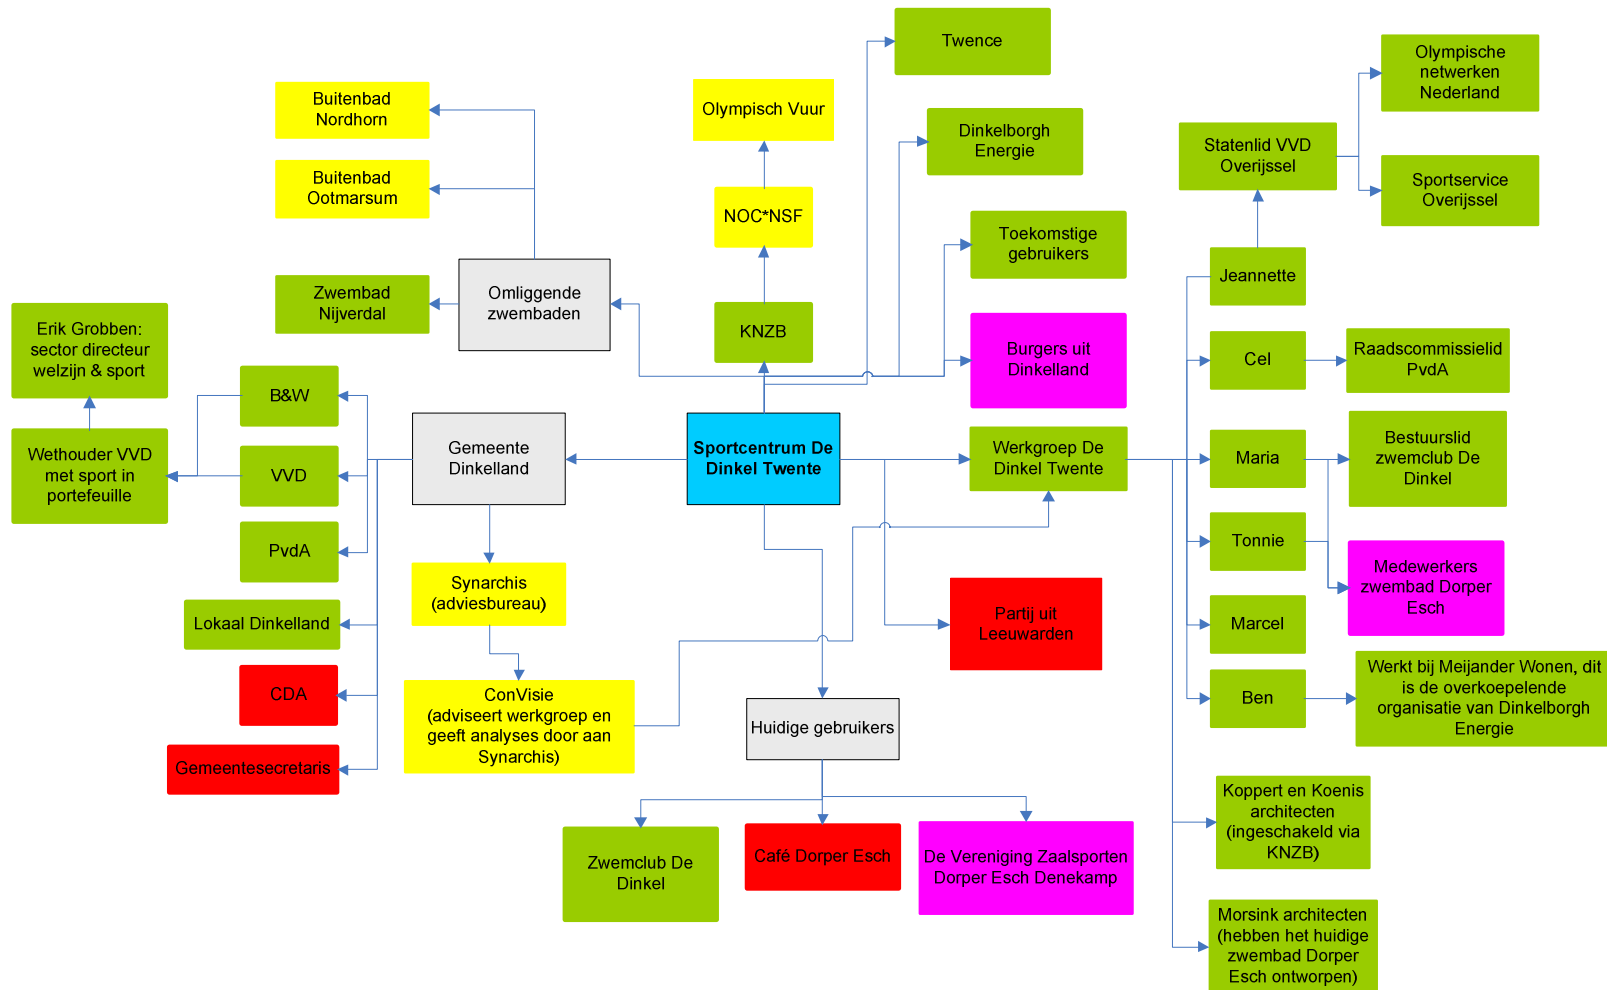 Twence
Olympische
netwerken
Nederland
Buitenbad
Nordhorn
Olympisch Vuur
Dinkelborgh
Energie
Statenlid VVD
Overijssel
Buitenbad
Ootmarsum
NOC*NSF
Sportservice
Overijssel
Toekomstige
gebruikers
Jeannette
Zwembad
Nijverdal
Omliggende
zwembaden
KNZB
Erik Grobben:
sector directeur
welzijn & sport
Burgers uit
Dinkelland
Cel
Raadscommissielid
PvdA
B&W
Wethouder VVD
met sport in
portefeuille
VVD
Gemeente
Dinkelland
Sportcentrum De
Dinkel Twente
Werkgroep De
Dinkel Twente
Maria
Bestuurslid
zwemclub De
Dinkel
PvdA
Tonnie
Synarchis
(adviesbureau)
Medewerkers
zwembad Dorper
Esch
Lokaal Dinkelland
Partij uit
Leeuwarden
Marcel
CDA
ConVisie
(adviseert werkgroep en
geeft analyses door aan
Synarchis)
Ben
Werkt bij Meijander Wonen, dit
is de overkoepelende
organisatie van Dinkelborgh
Energie
Huidige gebruikers
Gemeentesecretaris
Koppert en Koenis
architecten
(ingeschakeld via
KNZB)
Zwemclub De
Dinkel
Café Dorper Esch
De Vereniging Zaalsporten
Dorper Esch Denekamp
Morsink architecten
(hebben het huidige
zwembad Dorper
Esch ontworpen)